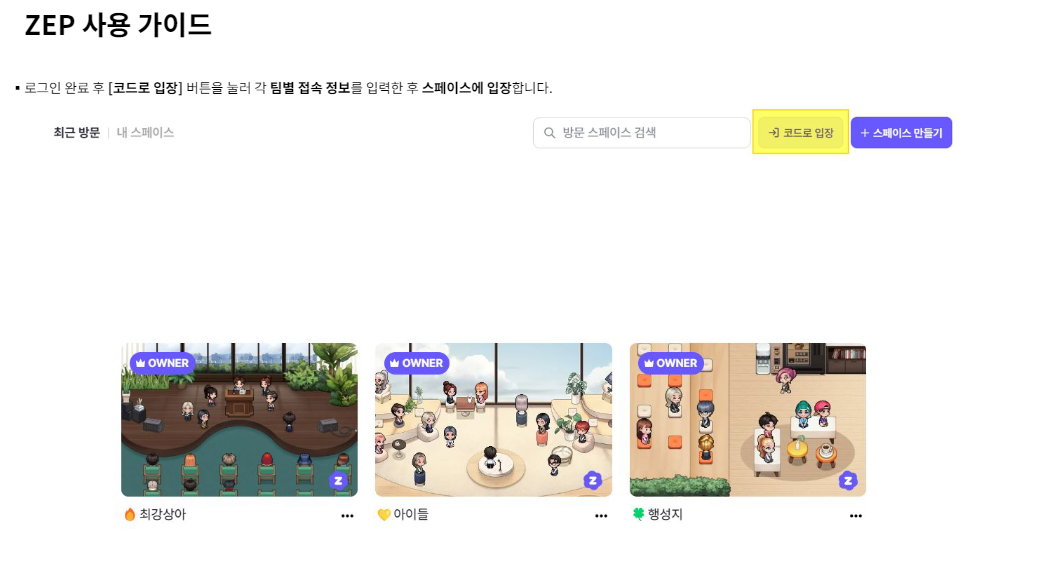 ZEP 사용 가이드
▪ 로그인 완료 후 [코드로 입장] 버튼을 눌러 각 팀별 접속 정보를 입력한 후 스페이스에 입장합니다.
최근 방문 | 내 스페이스 방문 스페이스 검색 코드로 입장 + 스페이스 만들기
OWNER OWNER OWNER
최강상아 아이들 행성지